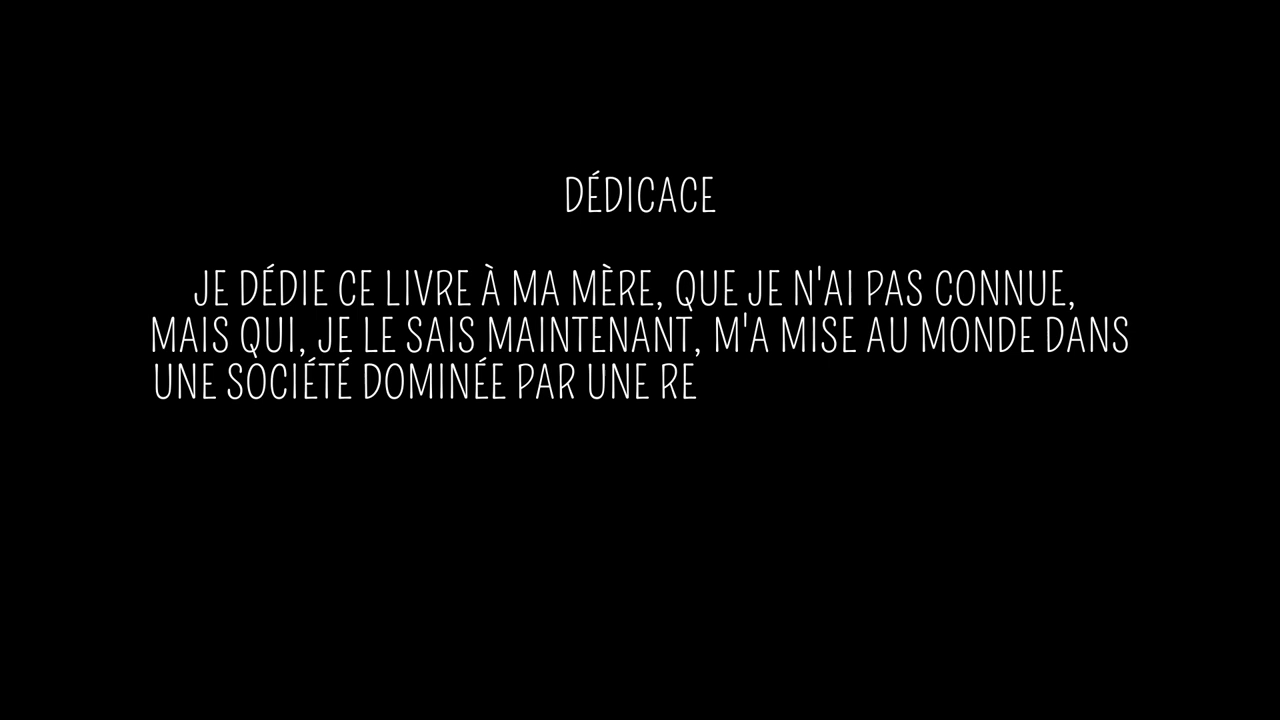 DÉDICACE
JE DÉDIE CE LIVRE À MA MÈRE, QUE JE N'AI PAS CONNUE,
MAIS QUI, JE LE SAIS MAINTENANT, M'A MISE AU MONDE DANS
UNE SOCIÉTÉ DOMINÉE PAR UNE RE